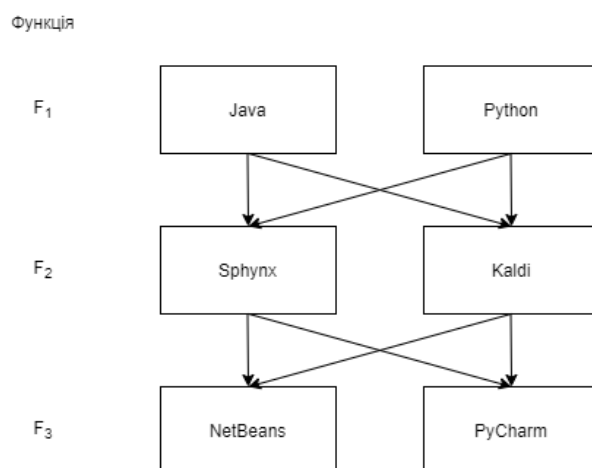 Функція
F₁ Java Python
F₂ Sphynx Kaldi
F₃ NetBeans PyCharm